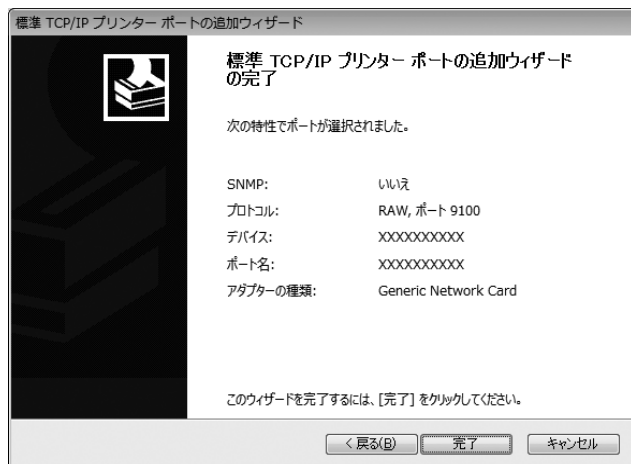 標準 TCP/IP プリンター ポートの追加ウィザード
標準 TCP/IP プリンター ポートの追加ウィザード
の完了
次の特性でポートが選択されました。
SNMP: いいえ
プロトコル: RAW, ポート 9100
デバイス: XXXXXXXXXX
ポート名: XXXXXXXXXX
アダプターの種類: Generic Network Card
このウィザードを完了するには、[完了] をクリックしてください。
< 戻る(B) 完了 キャンセル